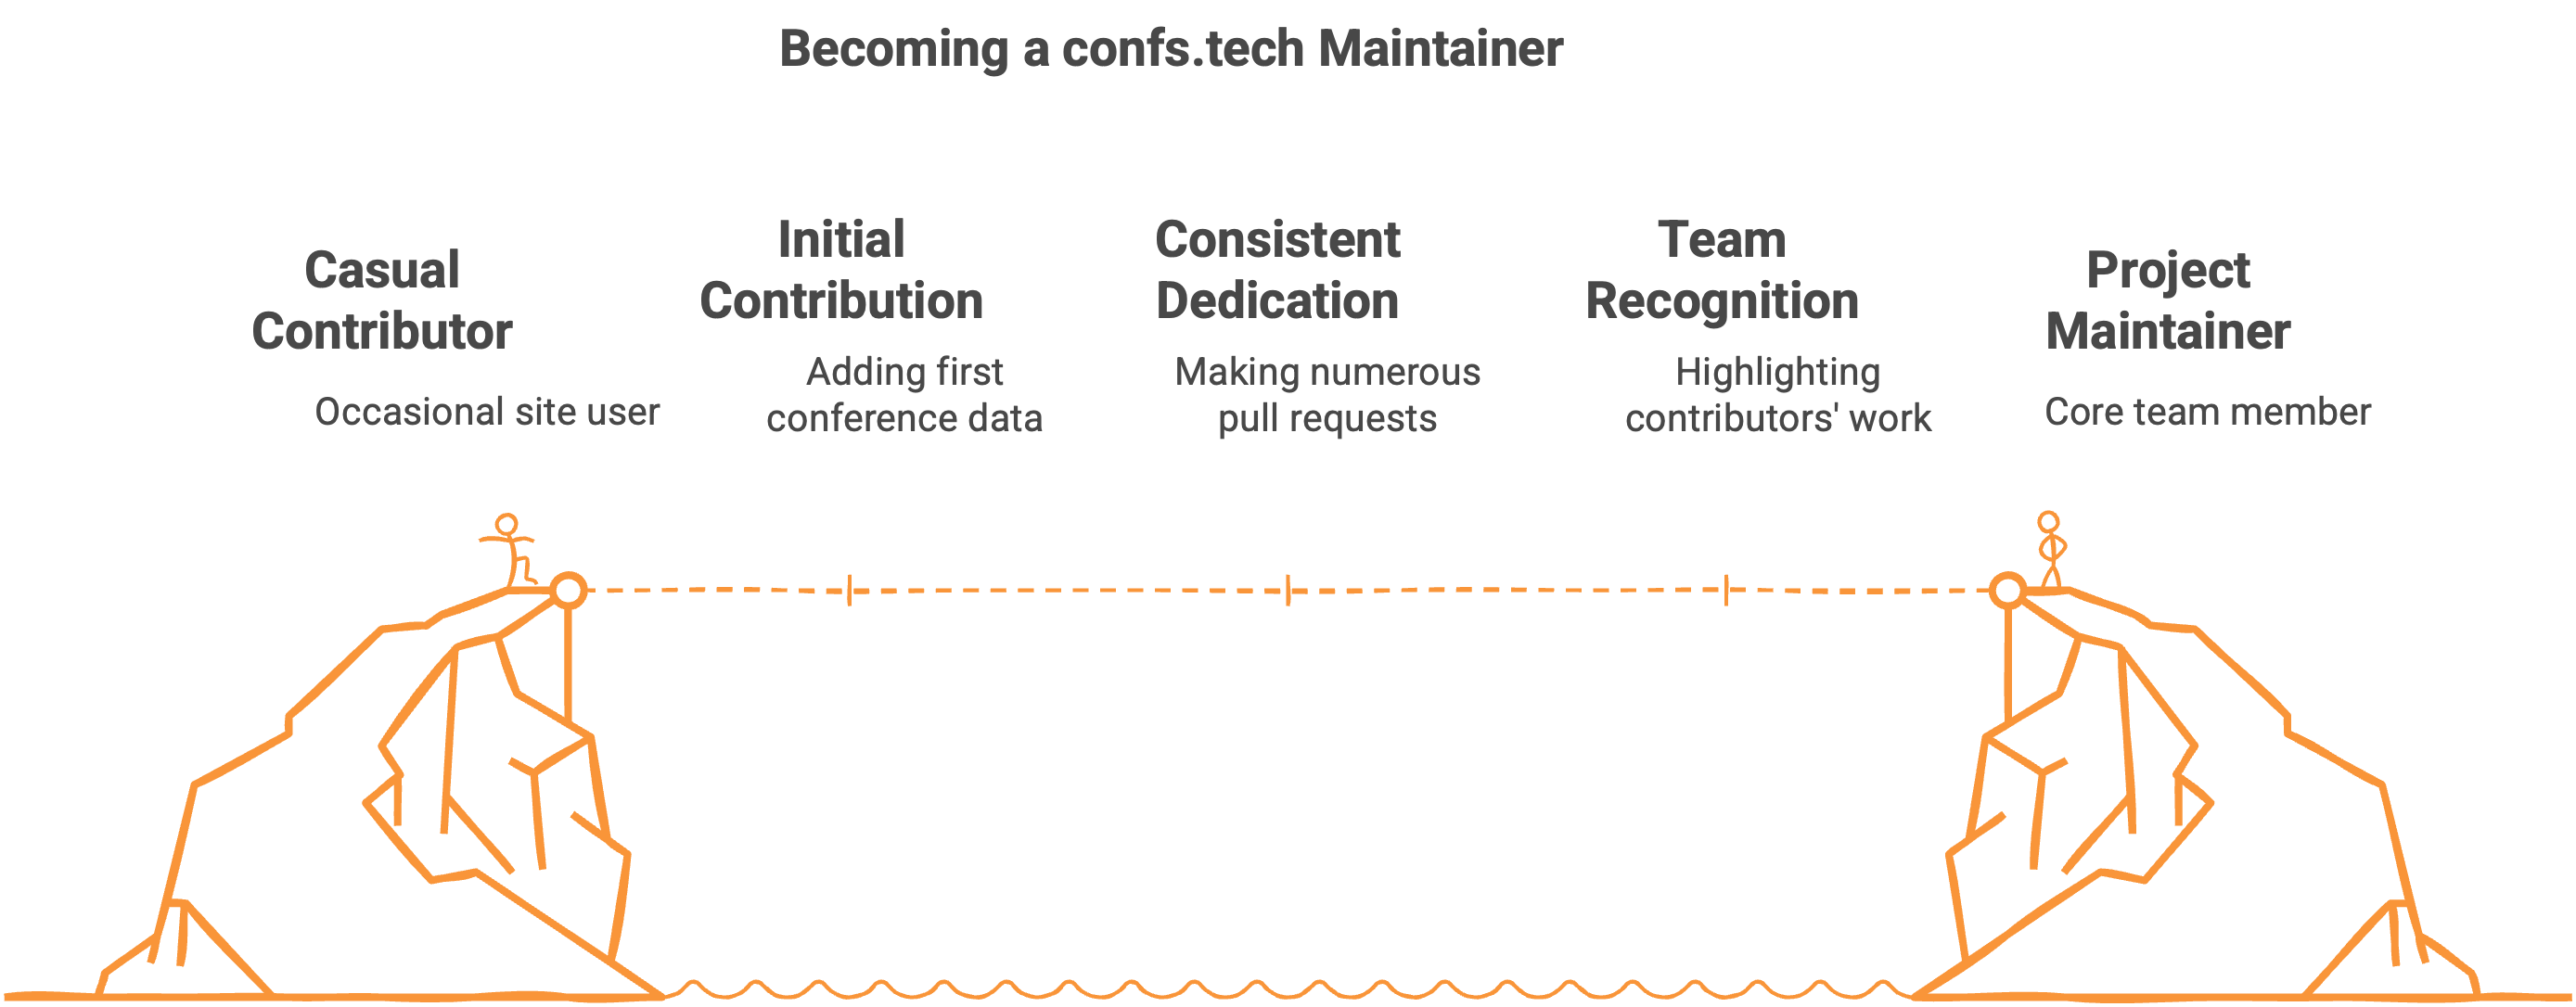 Becoming a confs.tech Maintainer
Casual
Contributor
Occasional site user
Initial
Contribution
Adding first
conference data
Consistent
Dedication
Making numerous
pull requests
Team
Recognition
Highlighting
contributors' work
Project
Maintainer
Core team member